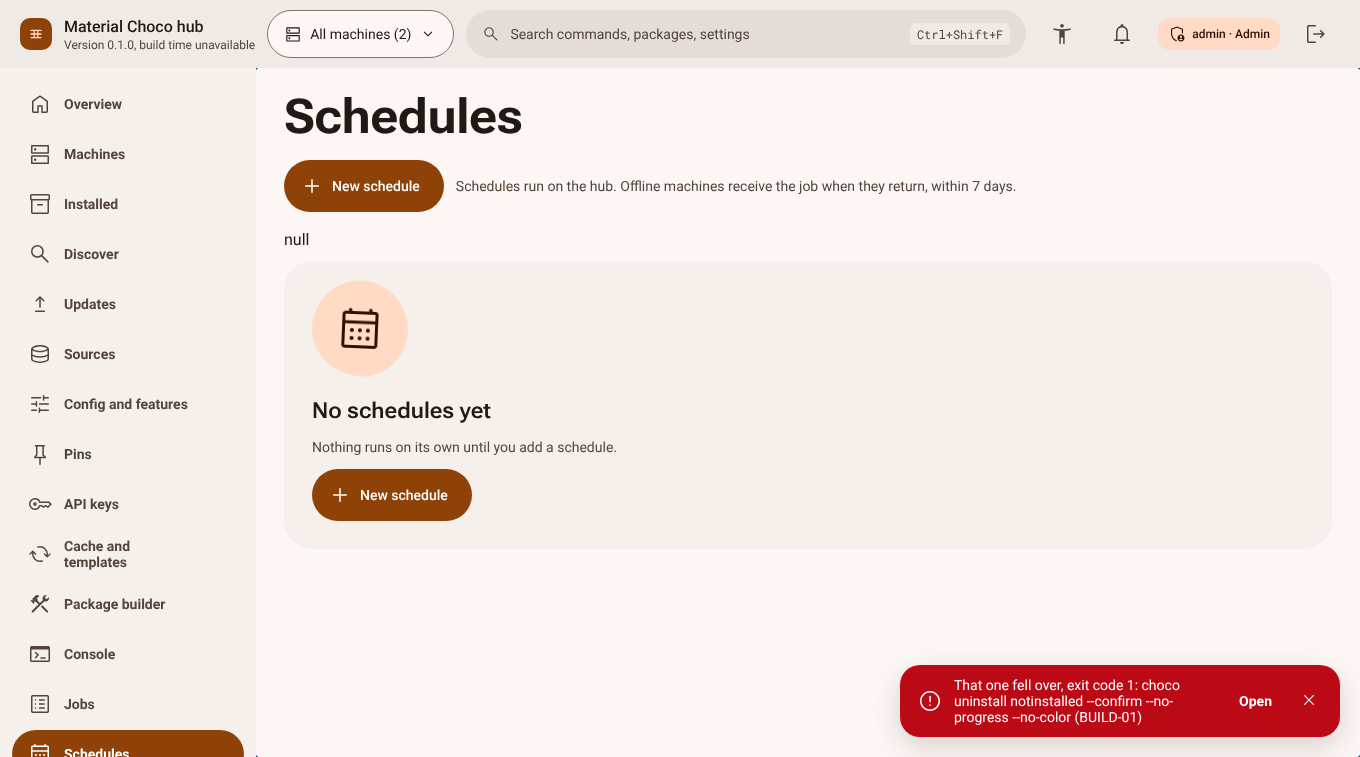 Material Choco hub
Version 0.1.0, build time unavailable
All machines (2)
Search commands, packages, settings
Ctrl+Shift+F
admin · Admin
Overview
Machines
Installed
Discover
Updates
Sources
Config and features
Pins
API keys
Cache and
templates
Package builder
Console
Jobs
Schedules
Schedules
New schedule
Schedules run on the hub. Offline machines receive the job when they return, within 7 days.
null
No schedules yet
Nothing runs on its own until you add a schedule.
New schedule
That one fell over, exit code 1: choco
uninstall notinstalled --confirm --no-
progress --no-color (BUILD-01)
Open